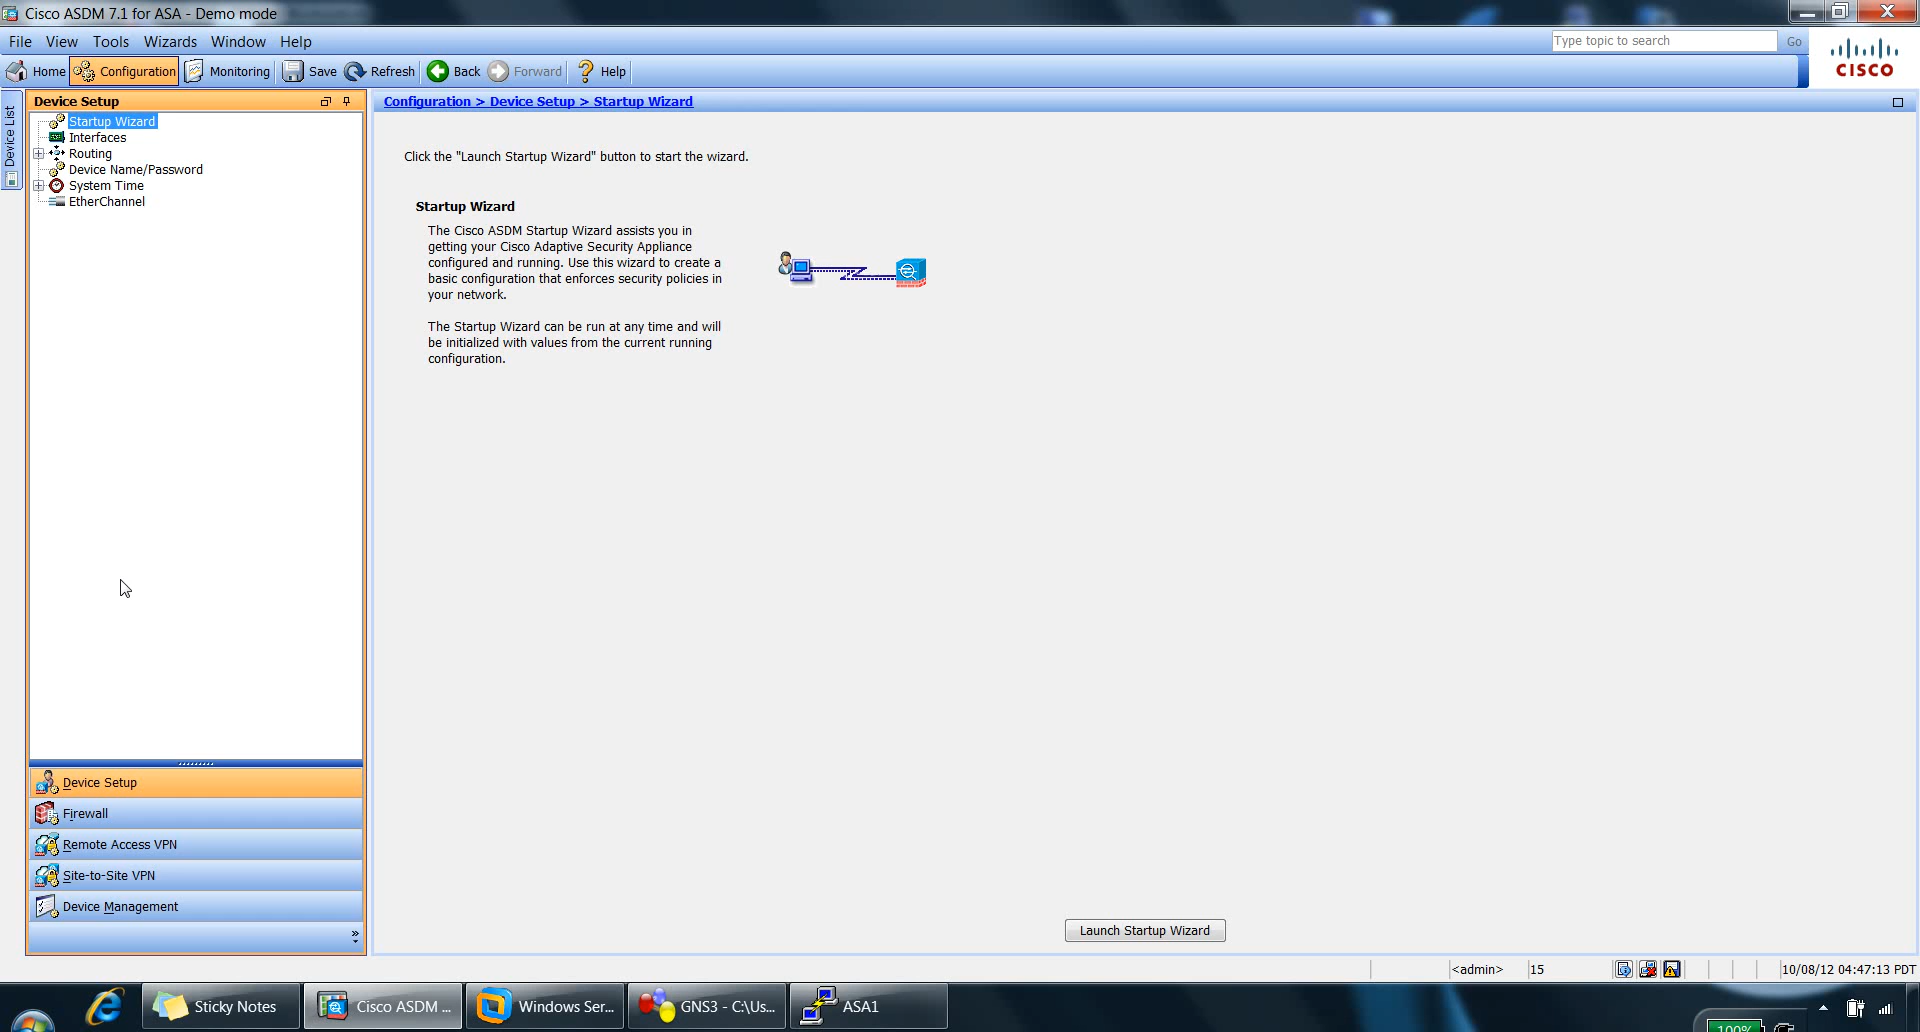 Cisco ASDM 7.1 for ASA - Demo mode
File View Tools Wizards Window Help
Type topic to search Go
Home Configuration Monitoring Save Refresh Back Forward Help
CISCO
Device List
Device Setup
Startup Wizard
Interfaces
Routing
Device Name/Password
System Time
EtherChannel
Configuration > Device Setup > Startup Wizard
Click the "Launch Startup Wizard" button to start the wizard.
Startup Wizard
The Cisco ASDM Startup Wizard assists you in
getting your Cisco Adaptive Security Appliance
configured and running. Use this wizard to create a
basic configuration that enforces security policies in
your network.
The Startup Wizard can be run at any time and will
be initialized with values from the current running
configuration.
Device Setup
Firewall
Remote Access VPN
Site-to-Site VPN
Device Management
Launch Startup Wizard
<admin> 15 10/08/12 04:47:13 PDT
Sticky Notes Cisco ASDM ... Windows Ser... GNS3 - C:\Us... ASA1
100%